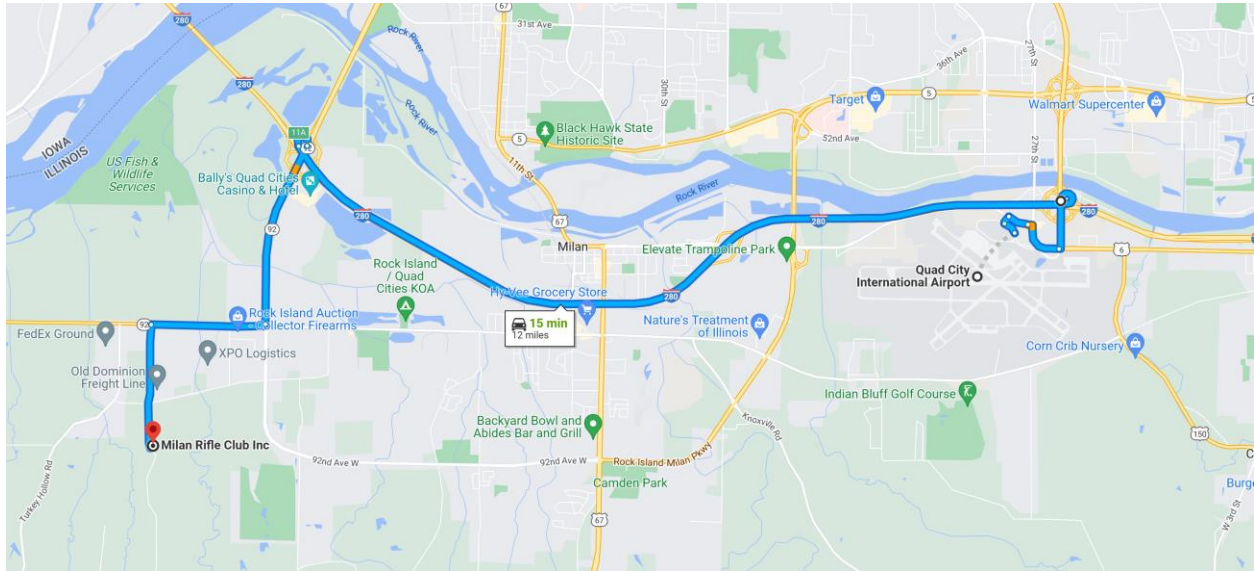 280
67
31st Ave
Rock River
27th St
280
36th Ave
280
30th St
Target
5
Walmart Supercenter
5
Rock River
11A
Black Hawk State
Historic Site
52nd Ave
27th St
IOWA
ILLINOIS
5
US Fish &
Wildlife
Services
11th St
Bally's Quad Cities
Casino & Hotel
Rock River
280
280
280
92
67
Milan
Elevate Trampoline Park
6
Rock Island
/ Quad
Cities KOA
Quad City
International Airport
Hy-Vee Grocery Store
280
Rock Island Auction
Collector Firearms
92
15 min
12 miles
FedEx Ground
Nature's Treatment
of Illinois
XPO Logistics
Corn Crib Nursery
Old Dominion
Freight Line
Indian Bluff Golf Course
Backyard Bowl and
Abides Bar and Grill
Knoxville Rd
150
Milan Rifle Club Inc
92nd Ave W
92nd Ave W
Rock Island-Milan Pkwy
Turkey Hollow Rd
Camden Park
W 3rd St
67